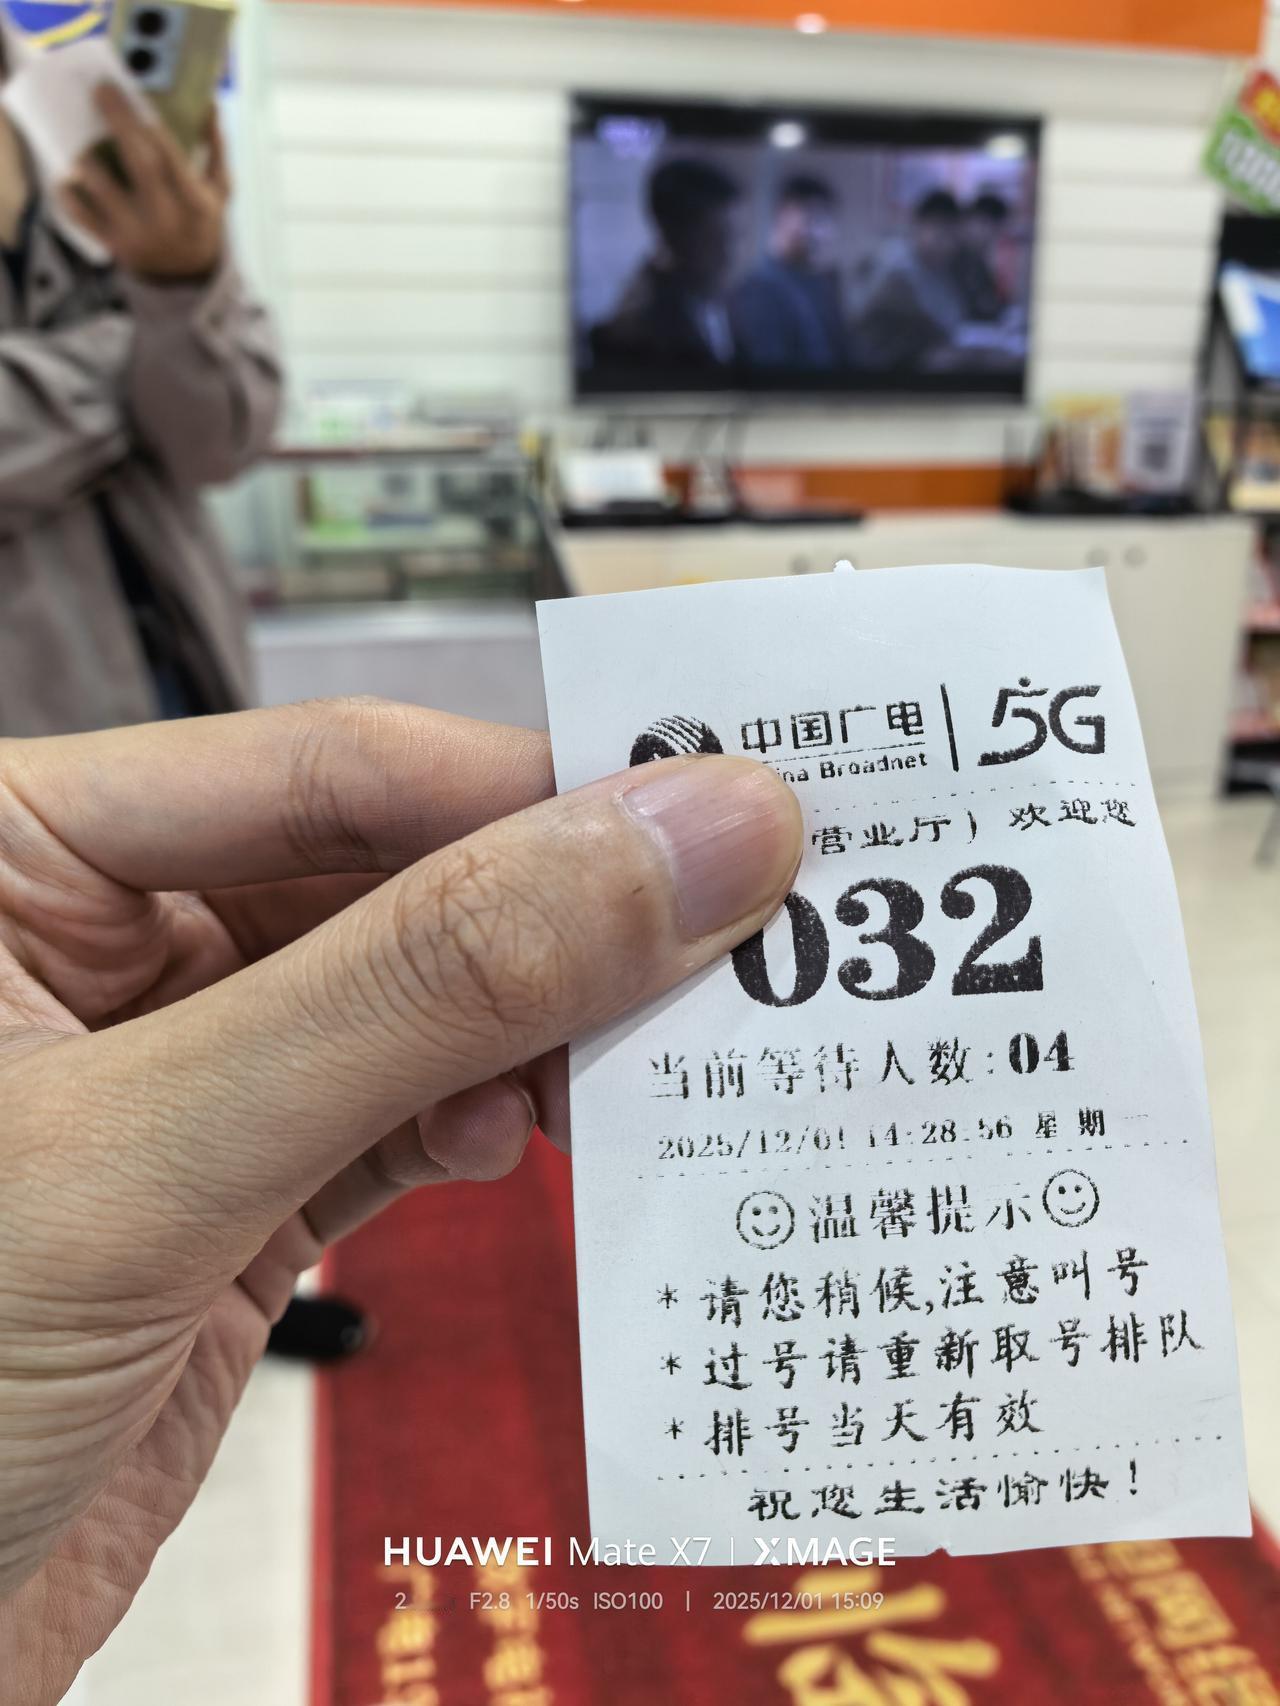 中国广电 | 5G
ina Broadnet
营业厅） 欢迎您
032
当前等待人数:04
2025/12/01 14:28:56 星期一
温馨提示
* 请您稍候,注意叫号
* 过号请重新取号排队
* 排号当天有效
祝您生活愉快！
HUAWEI Mate X7 | XMAGE
F2.8 1/50s ISO100 | 2025/12/01 15:09